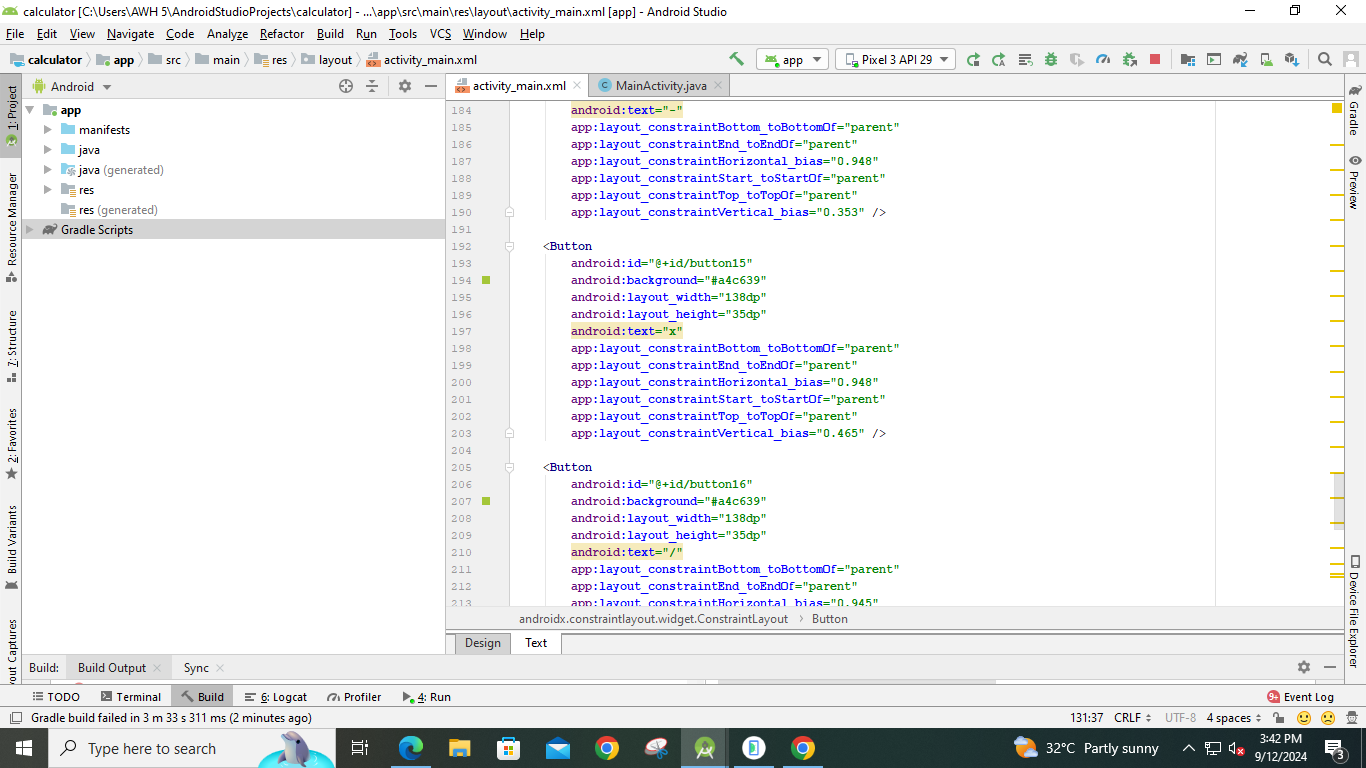 calculator [C:\Users\AWH 5\AndroidStudioProjects\calculator] - ...\app\src\main\res\layout\activity_main.xml [app] - Android Studio
File Edit View Navigate Code Analyze Refactor Build Run Tools VCS Window Help
calculator app src main res layout activity_main.xml app Pixel 3 API 29
1: Project
Resource Manager
7: Structure
2: Favorites
Build Variants
Android
app
manifests
java
java (generated)
res
res (generated)
Gradle Scripts
activity_main.xml MainActivity.java
184 android:text="-"
185 app:layout_constraintBottom_toBottomOf="parent"
186 app:layout_constraintEnd_toEndOf="parent"
187 app:layout_constraintHorizontal_bias="0.948"
188 app:layout_constraintStart_toStartOf="parent"
189 app:layout_constraintTop_toTopOf="parent"
190 app:layout_constraintVertical_bias="0.353" />
191
192 <Button
193 android:id="@+id/button15"
194 android:background="#a4c639"
195 android:layout_width="138dp"
196 android:layout_height="35dp"
197 android:text="x"
198 app:layout_constraintBottom_toBottomOf="parent"
199 app:layout_constraintEnd_toEndOf="parent"
200 app:layout_constraintHorizontal_bias="0.948"
201 app:layout_constraintStart_toStartOf="parent"
202 app:layout_constraintTop_toTopOf="parent"
203 app:layout_constraintVertical_bias="0.465" />
204
205 <Button
206 android:id="@+id/button16"
207 android:background="#a4c639"
208 android:layout_width="138dp"
209 android:layout_height="35dp"
210 android:text="/"
211 app:layout_constraintBottom_toBottomOf="parent"
212 app:layout_constraintEnd_toEndOf="parent"
213 app:layout_constraintHorizontal_bias="0.945"
androidx.constraintlayout.widget.ConstraintLayout Button
Design Text
Gradle
Preview
Device File Explorer
Captures
Build: Build Output Sync
TODO Terminal Build 6: Logcat Profiler 4: Run 9+ Event Log
Gradle build failed in 3 m 33 s 311 ms (2 minutes ago) 131:37 CRLF UTF-8 4 spaces
Type here to search 32°C Partly sunny 3:42 PM
9/12/2024 3